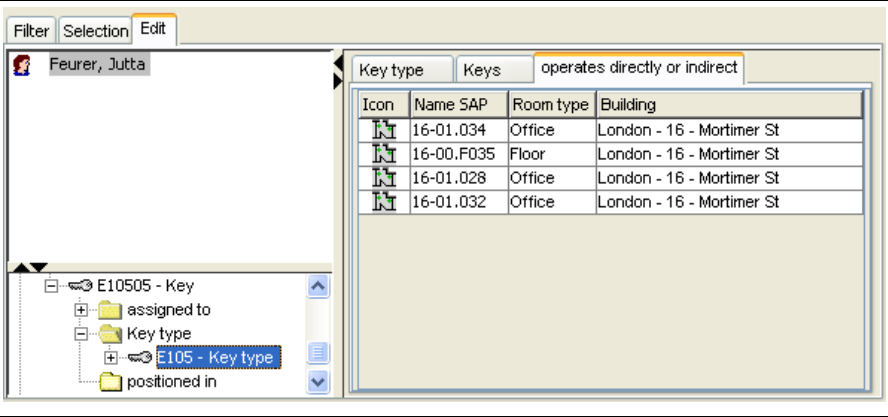 Filter Selection Edit
Feurer, Jutta
E10505 - Key
assigned to
Key type
E105 - Key type
positioned in
Key type Keys operates directly or indirect
Icon Name SAP Room type Building
16-01.034 Office London - 16 - Mortimer St
16-00.F035 Floor London - 16 - Mortimer St
16-01.028 Office London - 16 - Mortimer St
16-01.032 Office London - 16 - Mortimer St